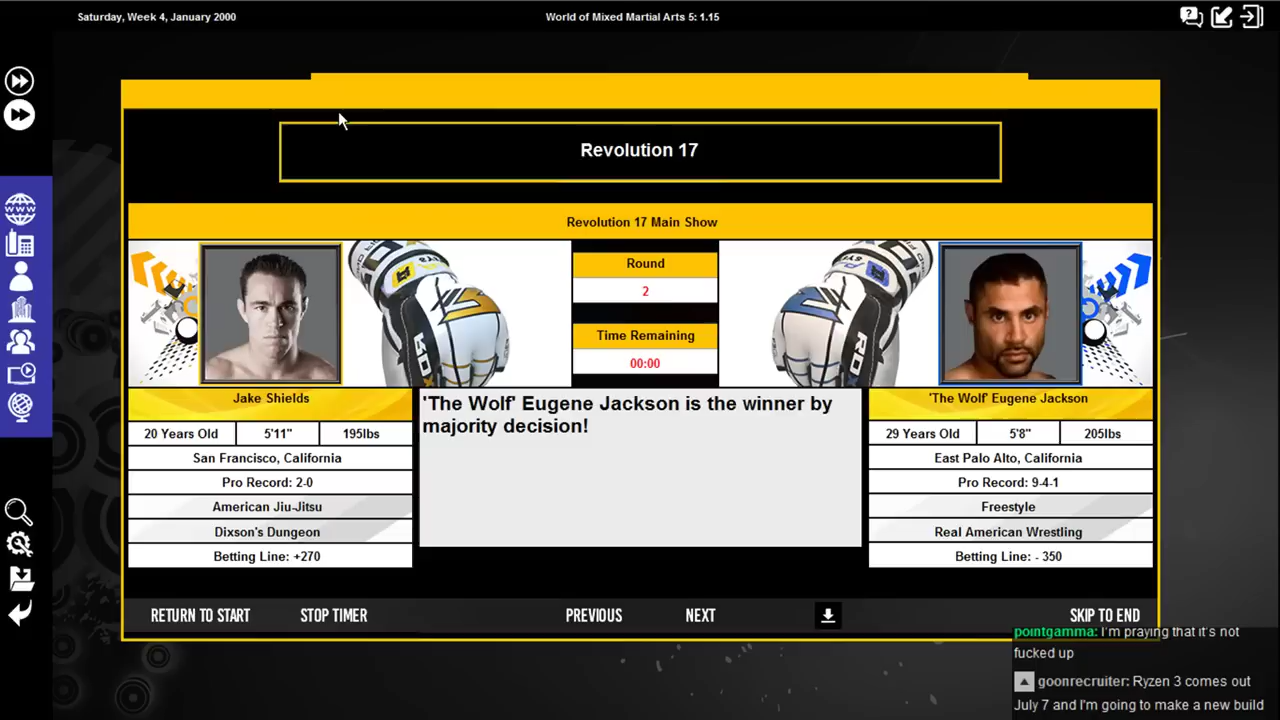 Saturday, Week 4, January 2000
World of Mixed Martial Arts 5: 1.15
Revolution 17
Revolution 17 Main Show
Round
2
Time Remaining
00:00
Jake Shields
20 Years Old
5'11"
195lbs
San Francisco, California
Pro Record: 2-0
American Jiu-Jitsu
Dixson's Dungeon
Betting Line: +270
'The Wolf' Eugene Jackson is the winner by
majority decision!
'The Wolf' Eugene Jackson
29 Years Old
5'8"
205lbs
East Palo Alto, California
Pro Record: 9-4-1
Freestyle
Real American Wrestling
Betting Line: - 350
RETURN TO START
STOP TIMER
PREVIOUS
NEXT
SKIP TO END
pointgamma: I'm praying that it's not
fucked up
goonrecruiter: Ryzen 3 comes out
July 7 and I'm going to make a new build
WWW
RDX
RDX